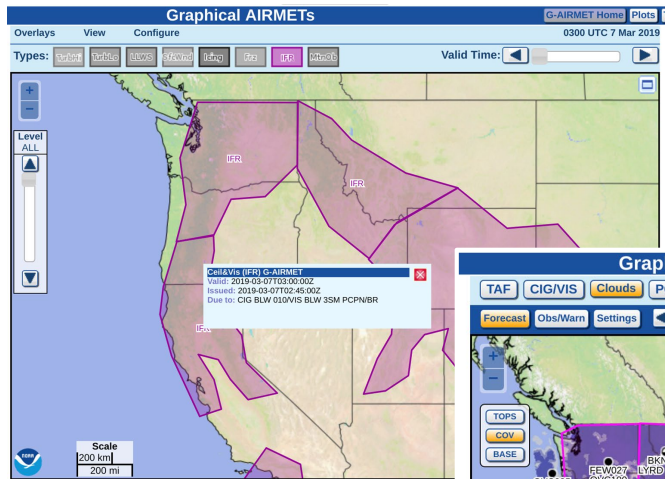 Graphical AIRMETs
G-AIRMET Home Plots
Overlays View Configure 0300 UTC 7 Mar 2019
Types: TurbHi TurbLo LLWS SfcWnd Icing Frz IFR MtnOb Valid Time:
+
−
Level
ALL
IFR
IFR
Ceil&Vis (IFR) G-AIRMET
Valid: 2019-03-07T03:00:00Z
Issued: 2019-03-07T02:45:00Z
Due to: CIG BLW 010/VIS BLW 3SM PCPN/BR
IFR
Scale
200 km
200 mi
NOAA
Grap
TAF CIG/VIS Clouds
Forecast Obs/Warn Settings
+
−
TOPS
COV
BASE
FEW027
BKN
LYRD